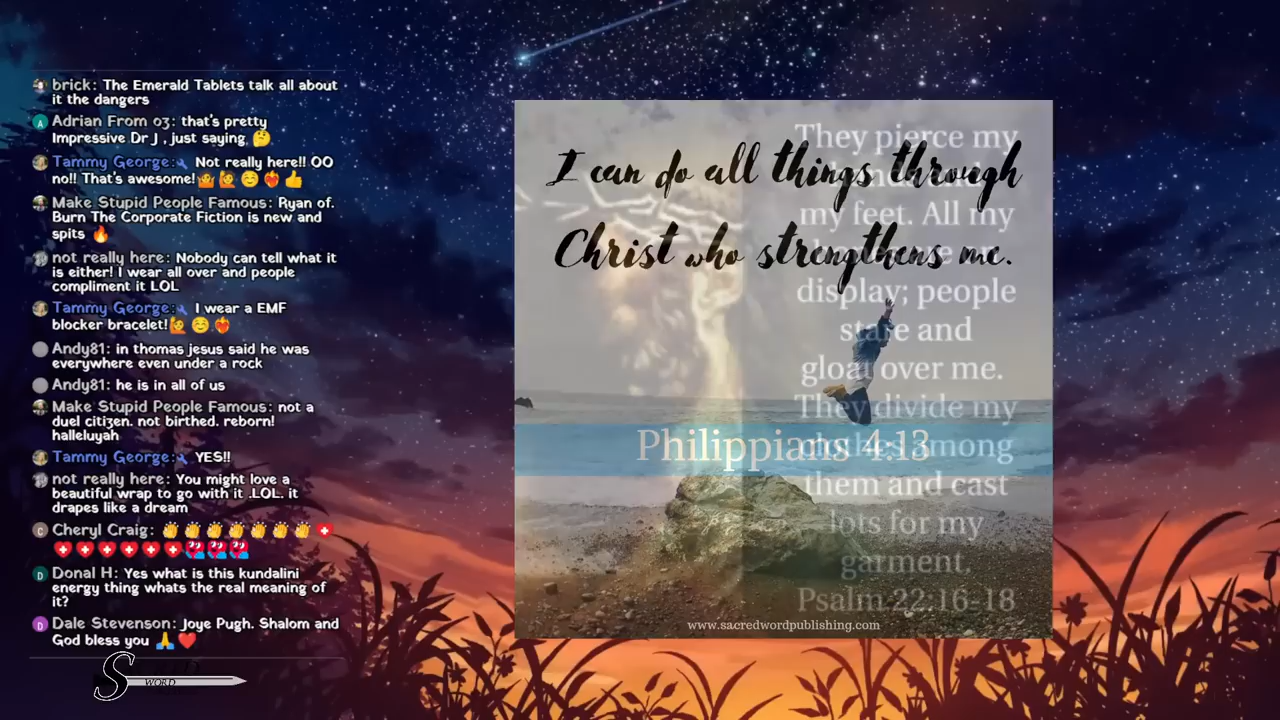 brick: The Emerald Tablets talk all about
it the dangers
Adrian From 03: that's pretty
Impressive Dr J , just saying, 🤔
Tammy George: Not really here!! OO
no!! That's awesome!🤷🙋☺️❤️‍🔥👍
Make Stupid People Famous: Ryan of.
Burn The Corporate Fiction is new and
spits 🔥
not really here: Nobody can tell what it
is either! I wear all over and people
compliment it LOL
Tammy George: I wear a EMF
blocker bracelet!🙋☺️❤️‍🔥
Andy81: in thomas jesus said he was
everywhere even under a rock
Andy81: he is in all of us
Make Stupid People Famous: not a
duel citizen. not birthed. reborn!
halleluyah
Tammy George: YES!!
not really here: You might love a
beautiful wrap to go with it .LOL. it
drapes like a dream
Cheryl Craig: 👏👏👏👏👏👏👏
Donal H: Yes what is this kundalini
energy thing whats the real meaning of
it?
Dale Stevenson: Joye Pugh. Shalom and
God bless you 🙏❤️
S WORD
I can do all things through
Christ who strengthens me.
Philippians 4:13
www.sacredwordpublishing.com
They pierce my
my feet. All my
display; people
stare and
gloat over me.
They divide my
clothes among
them and cast
lots for my
garment.
Psalm 22:16-18